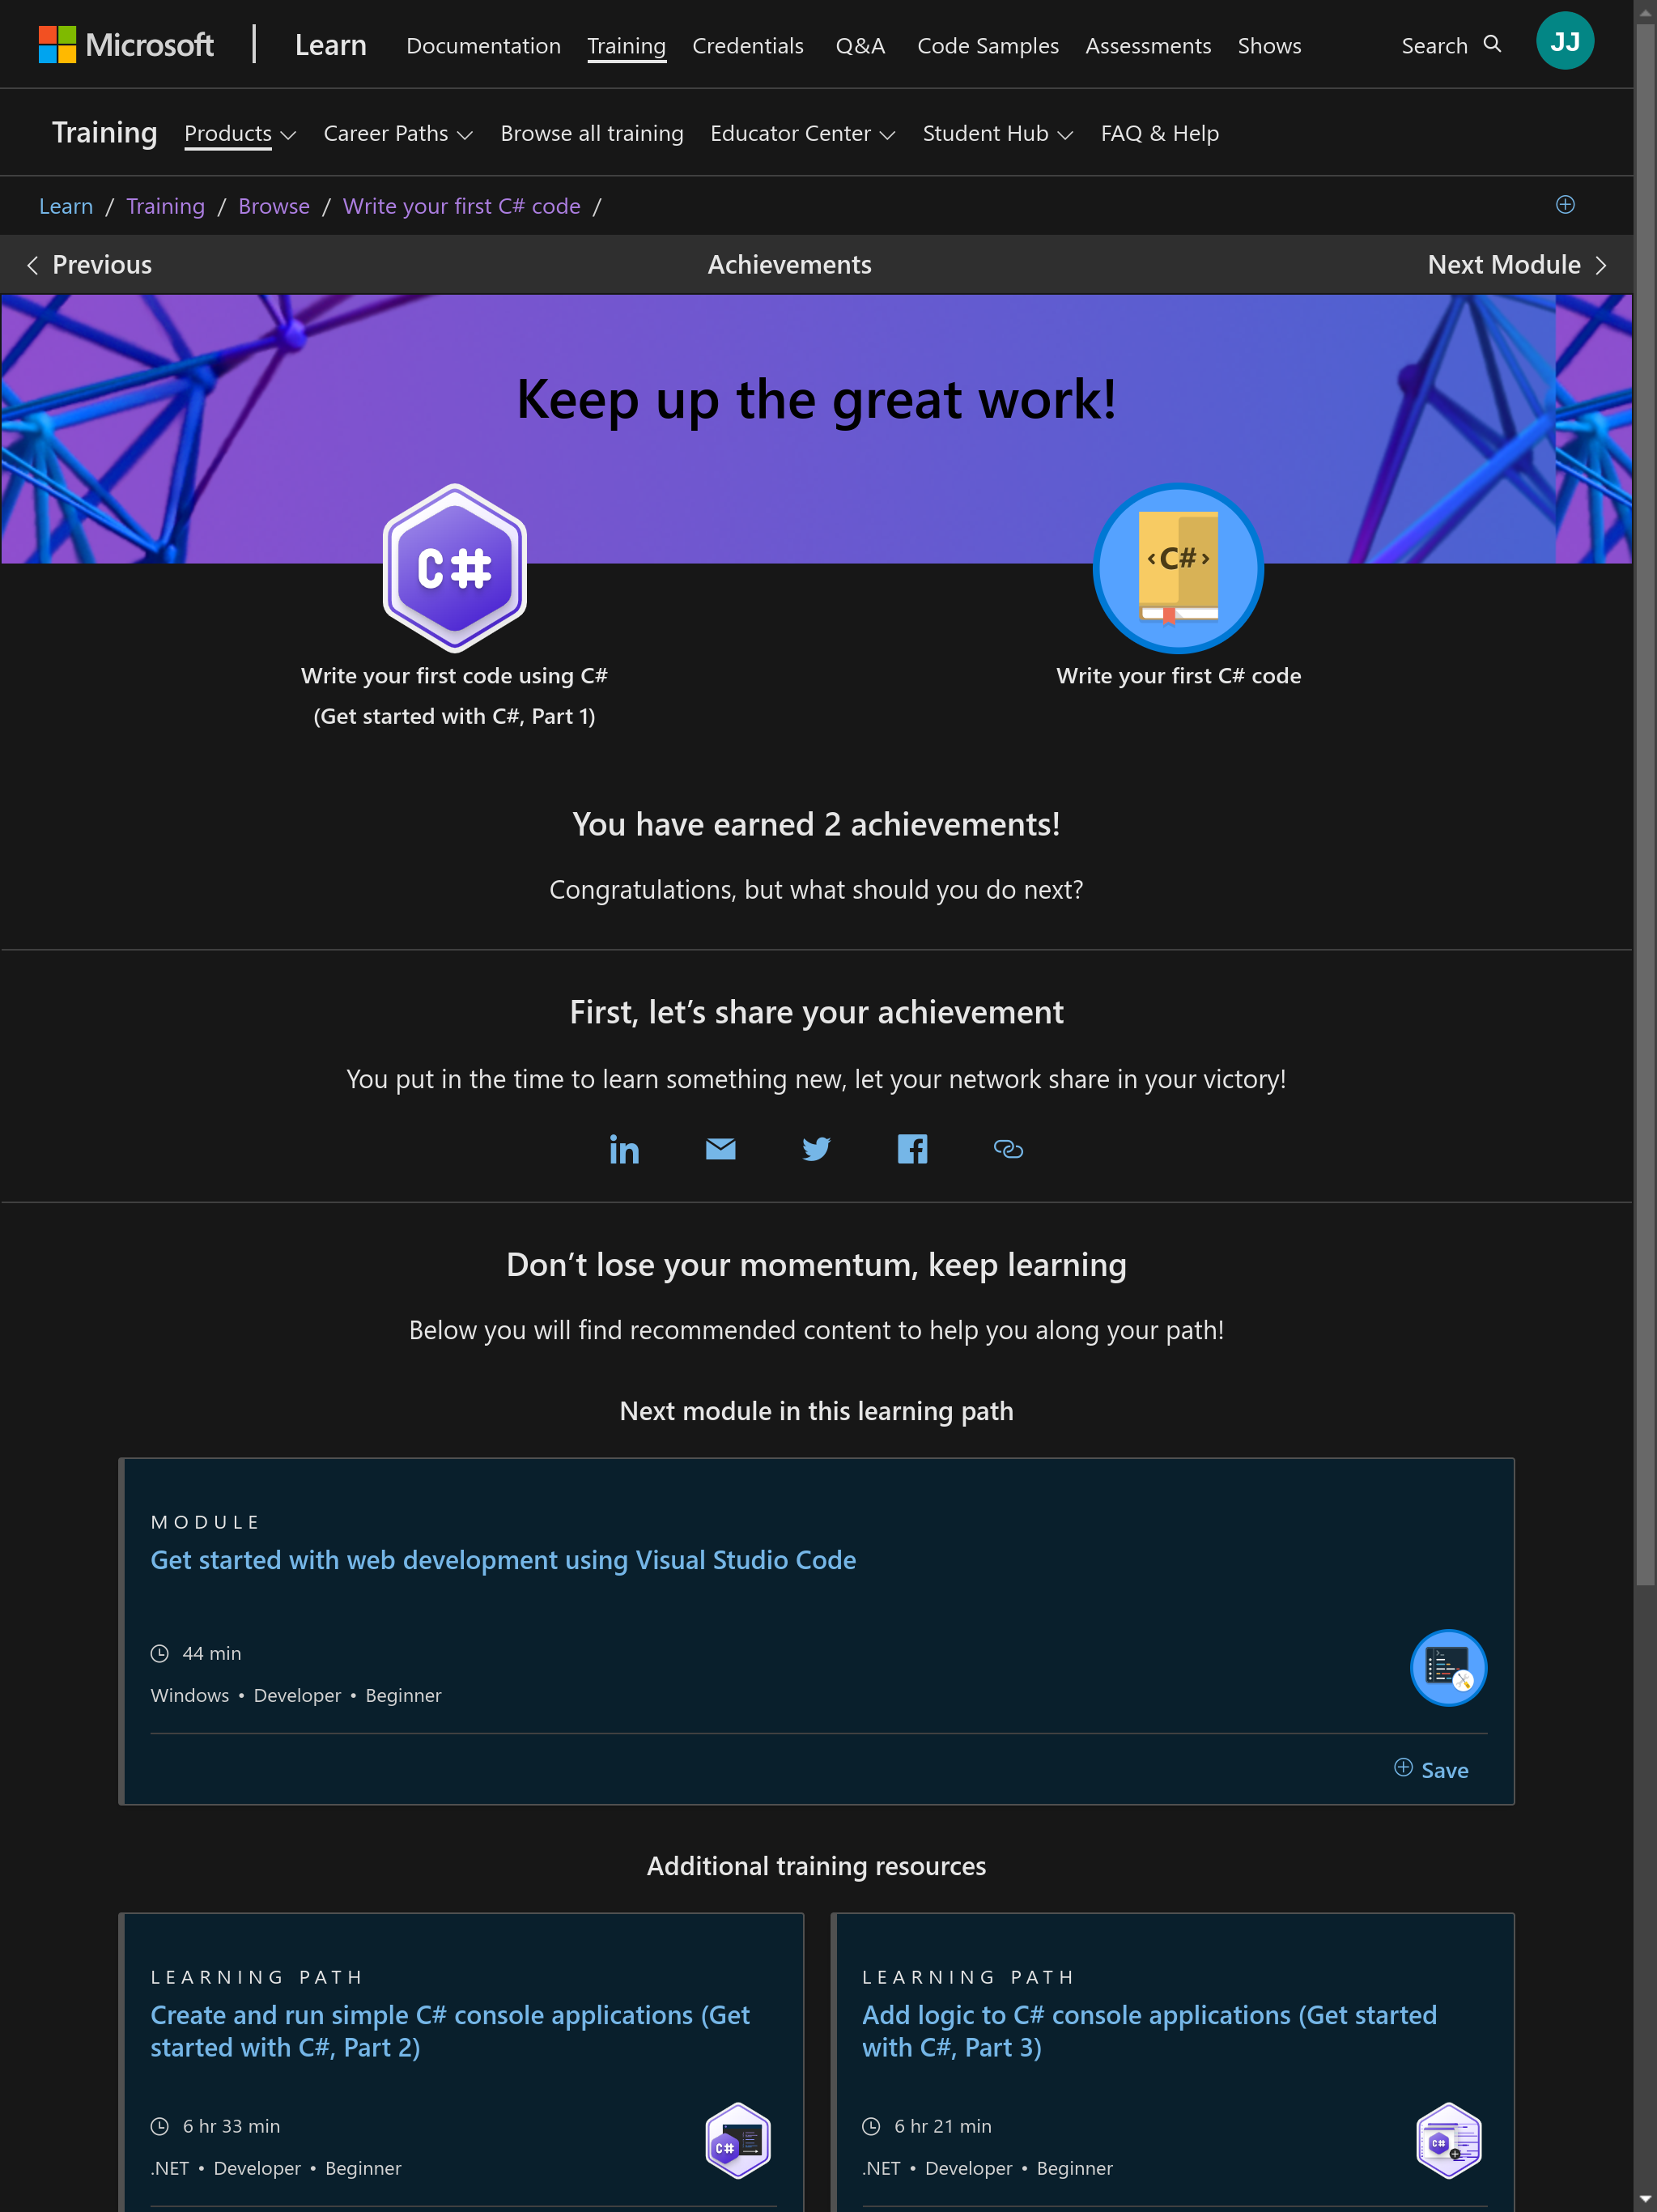 Microsoft | Learn Documentation Training Credentials Q&A Code Samples Assessments Shows Search JJ
Training Products Career Paths Browse all training Educator Center Student Hub FAQ & Help
Learn / Training / Browse / Write your first C# code /
Previous Achievements Next Module
Keep up the great work!
C# <C#>
Write your first code using C#
(Get started with C#, Part 1)
Write your first C# code
You have earned 2 achievements!
Congratulations, but what should you do next?
First, let’s share your achievement
You put in the time to learn something new, let your network share in your victory!
Don’t lose your momentum, keep learning
Below you will find recommended content to help you along your path!
Next module in this learning path
MODULE
Get started with web development using Visual Studio Code
44 min
Windows • Developer • Beginner
Save
Additional training resources
LEARNING PATH
Create and run simple C# console applications (Get
started with C#, Part 2)
6 hr 33 min
C#
.NET • Developer • Beginner
LEARNING PATH
Add logic to C# console applications (Get started
with C#, Part 3)
6 hr 21 min
C#
.NET • Developer • Beginner